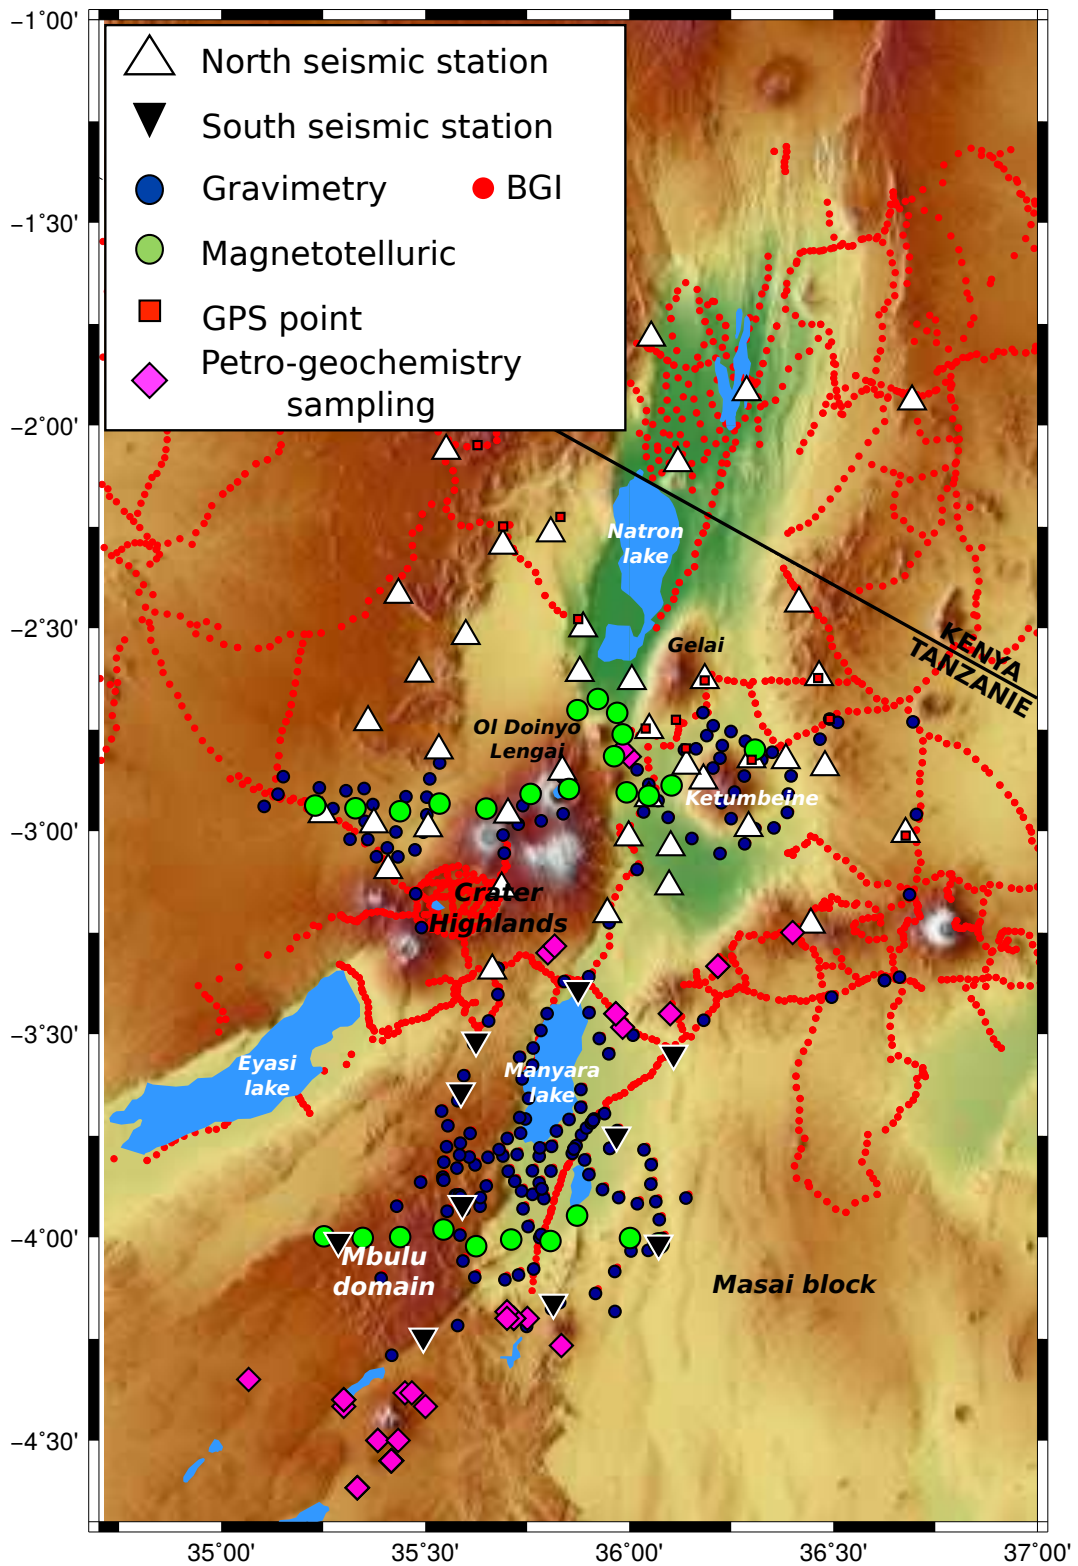 −1°00'
North seismic station
South seismic station
Gravimetry
BGI
−1°30'
Magnetotelluric
GPS point
Petro-geochemistry
sampling
−2°00'
Natron
lake
−2°30'
KENYA
TANZANIE
Gelai
Ol Doinyo
Lengai
Ketumbeine
−3°00'
Crater
Highlands
−3°30'
Eyasi
lake
Manyara
lake
−4°00'
Mbulu
domain
Masai block
−4°30'
35°00'
35°30'
36°00'
36°30'
37°00'